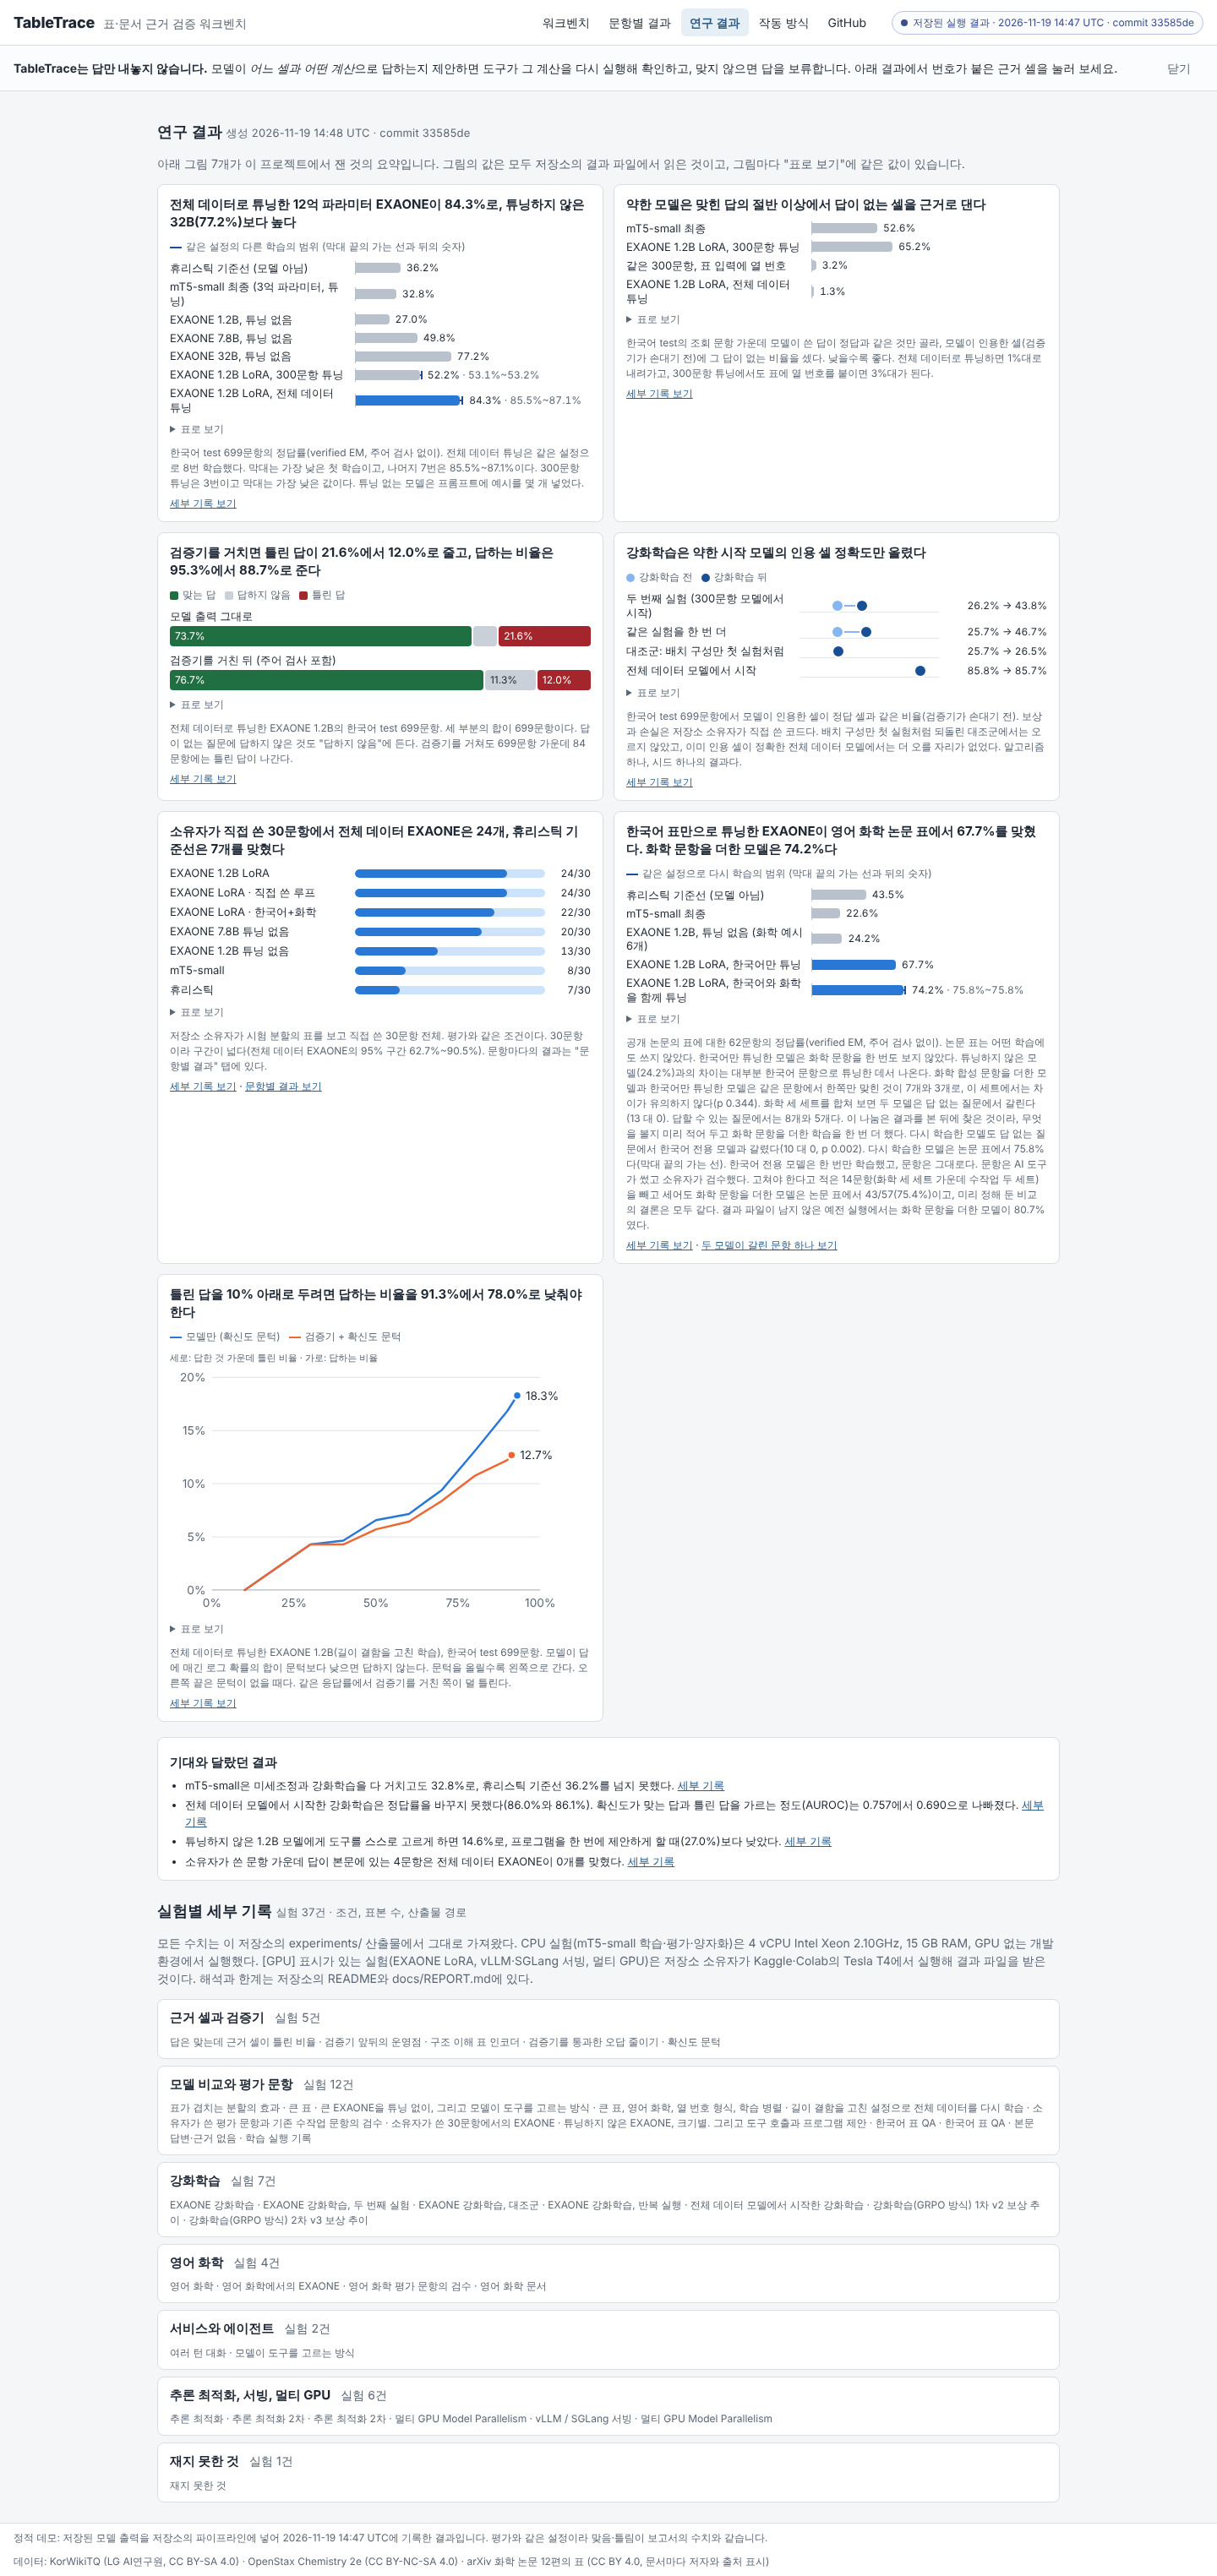 TableTrace 표·문서 근거 검증 워크벤치
워크벤치 문항별 결과 연구 결과 작동 방식 GitHub
저장된 실행 결과 · 2026-11-19 14:47 UTC · commit 33585de
TableTrace는 답만 내놓지 않습니다. 모델이 어느 셀과 어떤 계산으로 답하는지 제안하면 도구가 그 계산을 다시 실행해 확인하고, 맞지 않으면 답을 보류합니다. 아래 결과에서 번호가 붙은 근거 셀을 눌러 보세요.
닫기
연구 결과 생성 2026-11-19 14:48 UTC · commit 33585de
아래 그림 7개가 이 프로젝트에서 잰 것의 요약입니다. 그림의 값은 모두 저장소의 결과 파일에서 읽은 것이고, 그림마다 "표로 보기"에 같은 값이 있습니다.
전체 데이터로 튜닝한 12억 파라미터 EXAONE이 84.3%로, 튜닝하지 않은
32B(77.2%)보다 높다
같은 설정의 다른 학습의 범위 (막대 끝의 가는 선과 뒤의 숫자)
휴리스틱 기준선 (모델 아님) 36.2%
mT5-small 최종 (3억 파라미터, 튜
닝) 32.8%
EXAONE 1.2B, 튜닝 없음 27.0%
EXAONE 7.8B, 튜닝 없음 49.8%
EXAONE 32B, 튜닝 없음 77.2%
EXAONE 1.2B LoRA, 300문항 튜닝 52.2% · 53.1%~53.2%
EXAONE 1.2B LoRA, 전체 데이터
튜닝 84.3% · 85.5%~87.1%
▶ 표로 보기
한국어 test 699문항의 정답률(verified EM, 주어 검사 없이). 전체 데이터 튜닝은 같은 설정으
로 8번 학습했다. 막대는 가장 낮은 첫 학습이고, 나머지 7번은 85.5%~87.1%이다. 300문항
튜닝은 3번이고 막대는 가장 낮은 값이다. 튜닝 없는 모델은 프롬프트에 예시를 몇 개 넣었다.
세부 기록 보기
약한 모델은 맞힌 답의 절반 이상에서 답이 없는 셀을 근거로 댄다
mT5-small 최종 52.6%
EXAONE 1.2B LoRA, 300문항 튜닝 65.2%
같은 300문항, 표 입력에 열 번호 3.2%
EXAONE 1.2B LoRA, 전체 데이터
튜닝 1.3%
▶ 표로 보기
한국어 test의 조회 문항 가운데 모델이 쓴 답이 정답과 같은 것만 골라, 모델이 인용한 셀(검증
기가 손대기 전)에 그 답이 없는 비율을 셌다. 낮을수록 좋다. 전체 데이터로 튜닝하면 1%대로
내려가고, 300문항 튜닝에서도 표에 열 번호를 붙이면 3%대가 된다.
세부 기록 보기
검증기를 거치면 틀린 답이 21.6%에서 12.0%로 줄고, 답하는 비율은
95.3%에서 88.7%로 준다
맞는 답 답하지 않음 틀린 답
모델 출력 그대로
73.7% 21.6%
검증기를 거친 뒤 (주어 검사 포함)
76.7% 11.3% 12.0%
▶ 표로 보기
전체 데이터로 튜닝한 EXAONE 1.2B의 한국어 test 699문항. 세 부분의 합이 699문항이다. 답
이 없는 질문에 답하지 않은 것도 "답하지 않음"에 든다. 검증기를 거쳐도 699문항 가운데 84
문항에는 틀린 답이 나간다.
세부 기록 보기
강화학습은 약한 시작 모델의 인용 셀 정확도만 올렸다
강화학습 전 강화학습 뒤
두 번째 실험 (300문항 모델에서
시작) 26.2% → 43.8%
같은 실험을 한 번 더 25.7% → 46.7%
대조군: 배치 구성만 첫 실험처럼 25.7% → 26.5%
전체 데이터 모델에서 시작 85.8% → 85.7%
▶ 표로 보기
한국어 test 699문항에서 모델이 인용한 셀이 정답 셀과 같은 비율(검증기가 손대기 전). 보상
과 손실은 저장소 소유자가 직접 쓴 코드다. 배치 구성만 첫 실험처럼 되돌린 대조군에서는 오
르지 않았고, 이미 인용 셀이 정확한 전체 데이터 모델에서는 더 오를 자리가 없었다. 알고리즘
하나, 시드 하나의 결과다.
세부 기록 보기
소유자가 직접 쓴 30문항에서 전체 데이터 EXAONE은 24개, 휴리스틱 기
준선은 7개를 맞혔다
EXAONE 1.2B LoRA 24/30
EXAONE LoRA · 직접 쓴 루프 24/30
EXAONE LoRA · 한국어+화학 22/30
EXAONE 7.8B 튜닝 없음 20/30
EXAONE 1.2B 튜닝 없음 13/30
mT5-small 8/30
휴리스틱 7/30
▶ 표로 보기
저장소 소유자가 시험 분할의 표를 보고 직접 쓴 30문항 전체. 평가와 같은 조건이다. 30문항
이라 구간이 넓다(전체 데이터 EXAONE의 95% 구간 62.7%~90.5%). 문항마다의 결과는 "문
항별 결과" 탭에 있다.
세부 기록 보기 · 문항별 결과 보기
한국어 표만으로 튜닝한 EXAONE이 영어 화학 논문 표에서 67.7%를 맞혔
다. 화학 문항을 더한 모델은 74.2%다
같은 설정으로 다시 학습의 범위 (막대 끝의 가는 선과 뒤의 숫자)
휴리스틱 기준선 (모델 아님) 43.5%
mT5-small 최종 22.6%
EXAONE 1.2B, 튜닝 없음 (화학 예시
6개) 24.2%
EXAONE 1.2B LoRA, 한국어만 튜닝 67.7%
EXAONE 1.2B LoRA, 한국어와 화학
을 함께 튜닝 74.2% · 75.8%~75.8%
▶ 표로 보기
공개 논문의 표에 대한 62문항의 정답률(verified EM, 주어 검사 없이). 논문 표는 어떤 학습에
도 쓰지 않았다. 한국어만 튜닝한 모델은 화학 문항을 한 번도 보지 않았다. 튜닝하지 않은 모
델(24.2%)과의 차이는 대부분 한국어 문항으로 튜닝한 데서 나온다. 화학 합성 문항을 더한 모
델과 한국어만 튜닝한 모델은 같은 문항에서 한쪽만 맞힌 것이 7개와 3개로, 이 세트에서는 차
이가 유의하지 않다(p 0.344). 화학 세 세트를 합쳐 보면 두 모델은 답 없는 질문에서 갈린다
(13 대 0). 답할 수 있는 질문에서는 8개와 5개다. 이 나눔은 결과를 본 뒤에 찾은 것이라, 무엇
을 볼지 미리 적어 두고 화학 문항을 더한 학습을 한 번 더 했다. 다시 학습한 모델도 답 없는 질
문에서 한국어 전용 모델과 갈렸다(10 대 0, p 0.002). 다시 학습한 모델은 논문 표에서 75.8%
다(막대 끝의 가는 선). 한국어 전용 모델은 한 번만 학습했고, 문항은 그대로다. 문항은 AI 도구
가 썼고 소유자가 검수했다. 고쳐야 한다고 적은 14문항(화학 세 세트 가운데 수작업 두 세트)
을 빼고 세어도 화학 문항을 더한 모델은 논문 표에서 43/57(75.4%)이고, 미리 정해 둔 비교
의 결론은 모두 같다. 결과 파일이 남지 않은 예전 실행에서는 화학 문항을 더한 모델이 80.7%
였다.
세부 기록 보기 · 두 모델이 갈린 문항 하나 보기
틀린 답을 10% 아래로 두려면 답하는 비율을 91.3%에서 78.0%로 낮춰야
한다
모델만 (확신도 문턱) 검증기 + 확신도 문턱
세로: 답한 것 가운데 틀린 비율 · 가로: 답하는 비율
20%
18.3%
15%
12.7%
10%
5%
0%
0% 25% 50% 75% 100%
▶ 표로 보기
전체 데이터로 튜닝한 EXAONE 1.2B(길이 결함을 고친 학습), 한국어 test 699문항. 모델이 답
에 매긴 로그 확률의 합이 문턱보다 낮으면 답하지 않는다. 문턱을 올릴수록 왼쪽으로 간다. 오
른쪽 끝은 문턱이 없을 때다. 같은 응답률에서 검증기를 거친 쪽이 덜 틀린다.
세부 기록 보기
기대와 달랐던 결과
• mT5-small은 미세조정과 강화학습을 다 거치고도 32.8%로, 휴리스틱 기준선 36.2%를 넘지 못했다. 세부 기록
• 전체 데이터 모델에서 시작한 강화학습은 정답률을 바꾸지 못했다(86.0%와 86.1%). 확신도가 맞는 답과 틀린 답을 가르는 정도(AUROC)는 0.757에서 0.690으로 나빠졌다. 세부
기록
• 튜닝하지 않은 1.2B 모델에게 도구를 스스로 고르게 하면 14.6%로, 프로그램을 한 번에 제안하게 할 때(27.0%)보다 낮았다. 세부 기록
• 소유자가 쓴 문항 가운데 답이 본문에 있는 4문항은 전체 데이터 EXAONE이 0개를 맞혔다. 세부 기록
실험별 세부 기록 실험 37건 · 조건, 표본 수, 산출물 경로
모든 수치는 이 저장소의 experiments/ 산출물에서 그대로 가져왔다. CPU 실험(mT5-small 학습·평가·양자화)은 4 vCPU Intel Xeon 2.10GHz, 15 GB RAM, GPU 없는 개발
환경에서 실행했다. [GPU] 표시가 있는 실험(EXAONE LoRA, vLLM·SGLang 서빙, 멀티 GPU)은 저장소 소유자가 Kaggle·Colab의 Tesla T4에서 실행해 결과 파일을 받은
것이다. 해석과 한계는 저장소의 README와 docs/REPORT.md에 있다.
근거 셀과 검증기 실험 5건
답은 맞는데 근거 셀이 틀린 비율 · 검증기 앞뒤의 운영점 · 구조 이해 표 인코더 · 검증기를 통과한 오답 줄이기 · 확신도 문턱
모델 비교와 평가 문항 실험 12건
표가 겹치는 분할의 효과 · 큰 표 · 큰 EXAONE을 튜닝 없이, 그리고 모델이 도구를 고르는 방식 · 큰 표, 영어 화학, 열 번호 형식, 학습 병렬 · 길이 결함을 고친 설정으로 전체 데이터를 다시 학습 · 소
유자가 쓴 평가 문항과 기존 수작업 문항의 검수 · 소유자가 쓴 30문항에서의 EXAONE · 튜닝하지 않은 EXAONE, 크기별. 그리고 도구 호출과 프로그램 제안 · 한국어 표 QA · 한국어 표 QA · 본문
답변·근거 없음 · 학습 실행 기록
강화학습 실험 7건
EXAONE 강화학습 · EXAONE 강화학습, 두 번째 실험 · EXAONE 강화학습, 대조군 · EXAONE 강화학습, 반복 실행 · 전체 데이터 모델에서 시작한 강화학습 · 강화학습(GRPO 방식) 1차 v2 보상 추
이 · 강화학습(GRPO 방식) 2차 v3 보상 추이
영어 화학 실험 4건
영어 화학 · 영어 화학에서의 EXAONE · 영어 화학 평가 문항의 검수 · 영어 화학 문서
서비스와 에이전트 실험 2건
여러 턴 대화 · 모델이 도구를 고르는 방식
추론 최적화, 서빙, 멀티 GPU 실험 6건
추론 최적화 · 추론 최적화 2차 · 추론 최적화 2차 · 멀티 GPU Model Parallelism · vLLM / SGLang 서빙 · 멀티 GPU Model Parallelism
재지 못한 것 실험 1건
재지 못한 것
정적 데모: 저장된 모델 출력을 저장소의 파이프라인에 넣어 2026-11-19 14:47 UTC에 기록한 결과입니다. 평가와 같은 설정이라 맞음·틀림이 보고서의 수치와 같습니다.
데이터: KorWikiTQ (LG AI연구원, CC BY-SA 4.0) · OpenStax Chemistry 2e (CC BY-NC-SA 4.0) · arXiv 화학 논문 12편의 표 (CC BY 4.0, 문서마다 저자와 출처 표시)